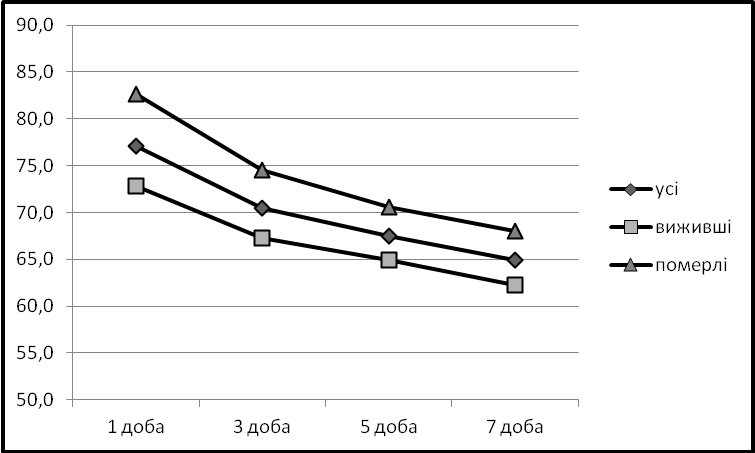 90,0
85,0
80,0
75,0
70,0
65,0
60,0
55,0
50,0
1 доба
3 доба
5 доба
7 доба
усі
виживші
померлі